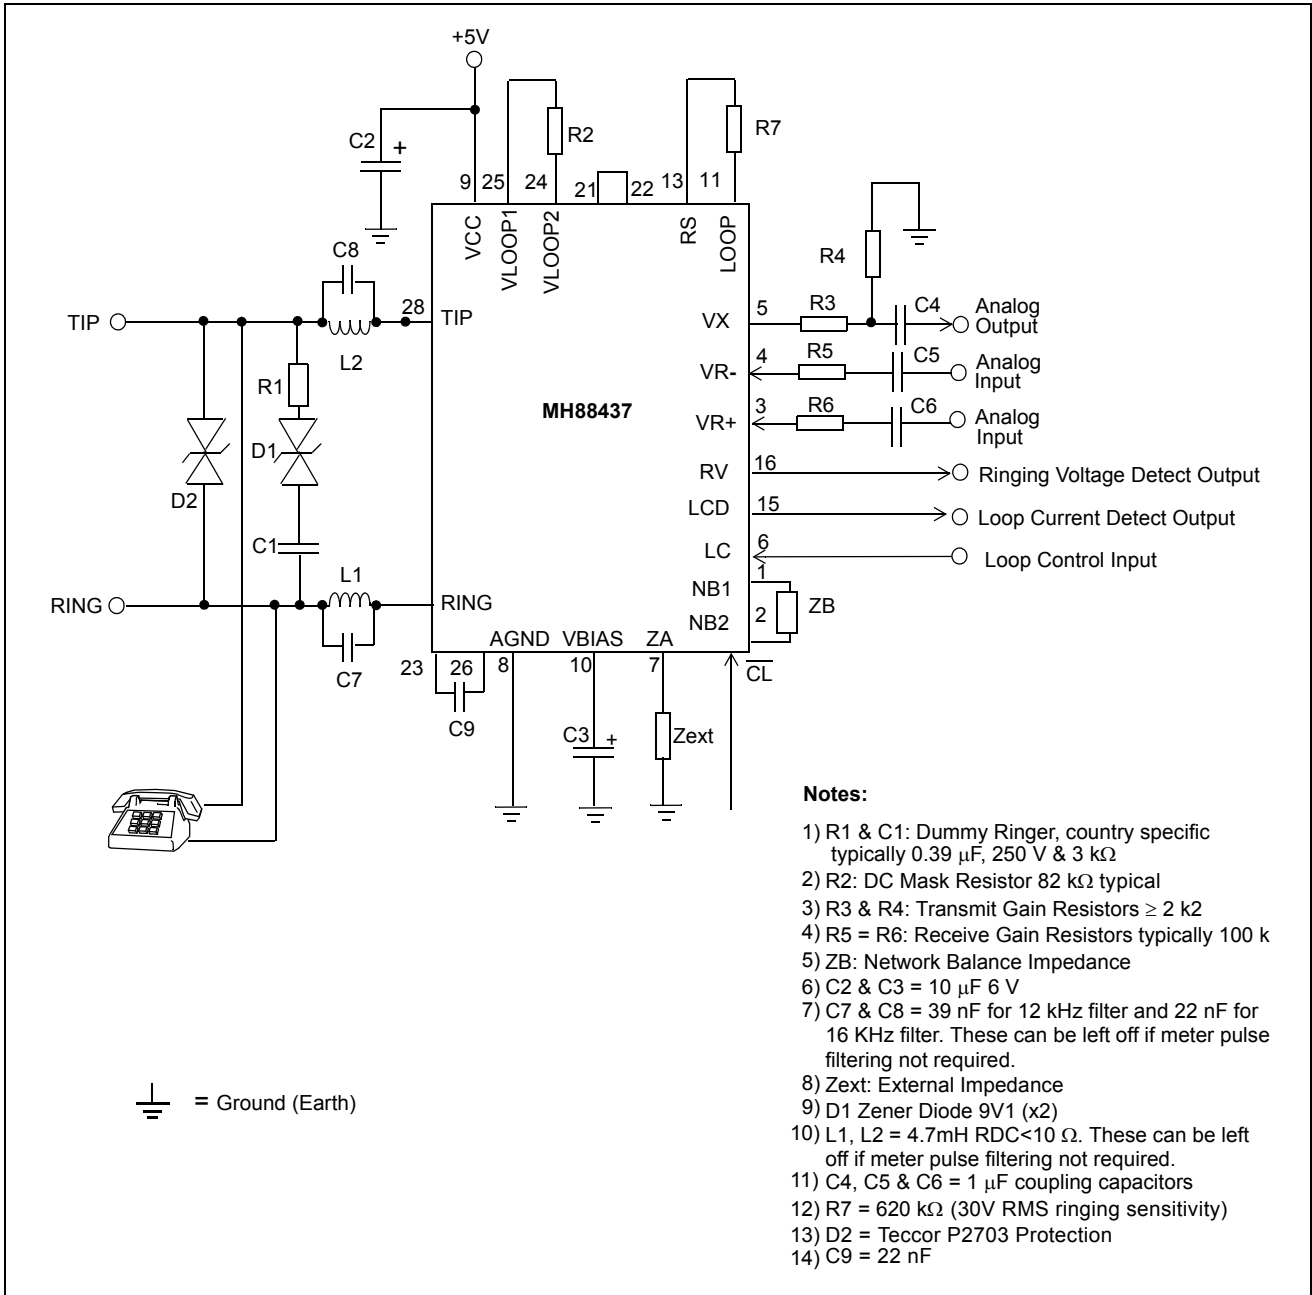 +5V
C2
+
R2
R7
9
25
24
21
22
13
11
VCC
VLOOP1
VLOOP2
RS
LOOP
R4
C8
TIP
28
TIP
L2
VX
5
R3
C4
Analog
Output
R1
VR-
4
R5
C5
Analog
Input
MH88437
VR+
3
R6
C6
Analog
Input
D1
D2
RV
16
Ringing Voltage Detect Output
LCD
15
Loop Current Detect Output
C1
LC
6
Loop Control Input
L1
RING
RING
NB1
1
NB2
2
ZB
C7
AGND
VBIAS
ZA
23
26
8
10
7
CL
C9
C3
+
Zext
Notes:
1) R1 & C1: Dummy Ringer, country specific
typically 0.39 μF, 250 V & 3 kΩ
2) R2: DC Mask Resistor 82 kΩ typical
3) R3 & R4: Transmit Gain Resistors ≥ 2 k2
4) R5 = R6: Receive Gain Resistors typically 100 k
5) ZB: Network Balance Impedance
6) C2 & C3 = 10 μF 6 V
7) C7 & C8 = 39 nF for 12 kHz filter and 22 nF for
16 KHz filter. These can be left off if meter pulse
filtering not required.
8) Zext: External Impedance
9) D1 Zener Diode 9V1 (x2)
10) L1, L2 = 4.7mH RDC<10 Ω. These can be left
off if meter pulse filtering not required.
11) C4, C5 & C6 = 1 μF coupling capacitors
12) R7 = 620 kΩ (30V RMS ringing sensitivity)
13) D2 = Teccor P2703 Protection
14) C9 = 22 nF
= Ground (Earth)